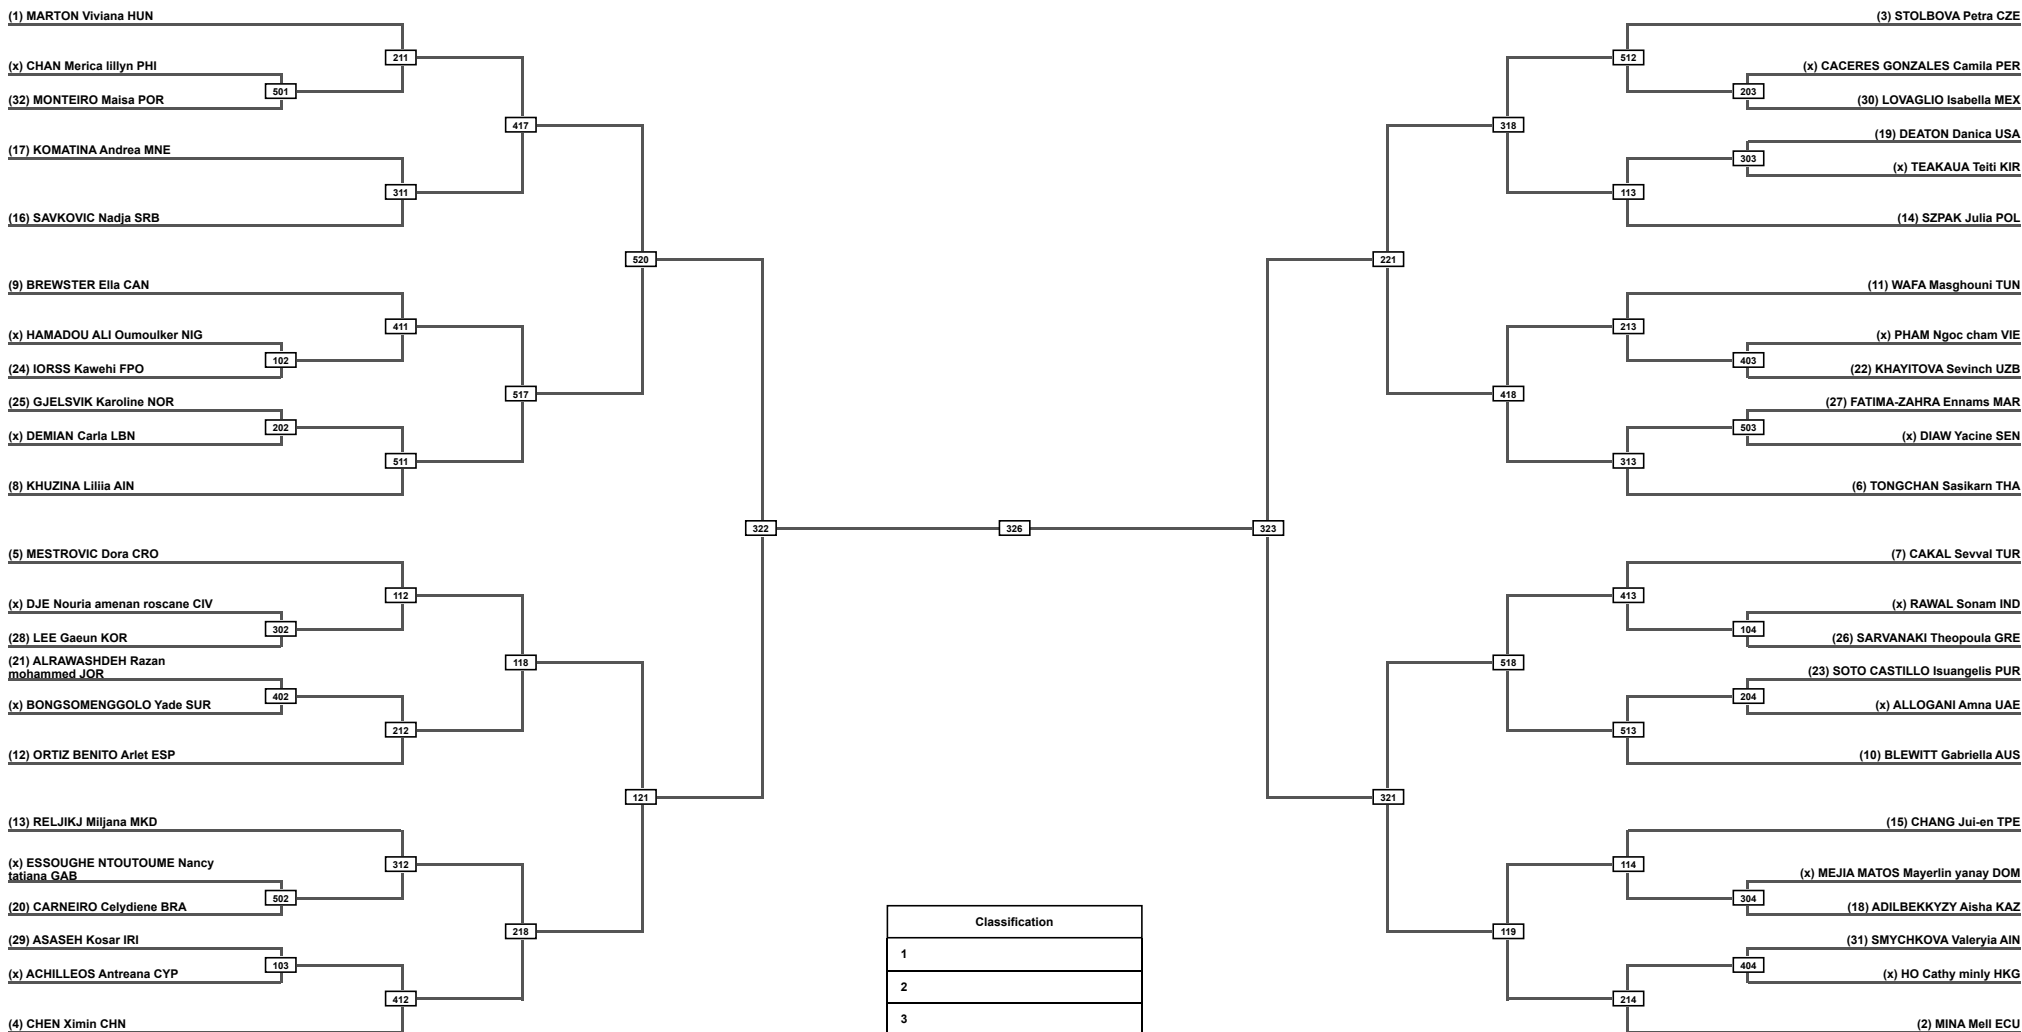 (1) MARTON Viviana HUN
(x) CHAN Merica lillyn PHI
(32) MONTEIRO Maisa POR
(17) KOMATINA Andrea MNE
(16) SAVKOVIC Nadja SRB
(9) BREWSTER Ella CAN
(x) HAMADOU ALI Oumoulker NIG
(24) IORSS Kawehi FPO
(25) GJELSVIK Karoline NOR
(x) DEMIAN Carla LBN
(8) KHUZINA Liliia AIN
(5) MESTROVIC Dora CRO
(x) DJE Nouria amenan roscane CIV
(28) LEE Gaeun KOR
(21) ALRAWASHDEH Razan
mohammed JOR
(x) BONGSOMENGGOLO Yade SUR
(12) ORTIZ BENITO Arlet ESP
(13) RELJIKJ Miljana MKD
(x) ESSOUGHE NTOUTOUME Nancy
tatiana GAB
(20) CARNEIRO Celydiene BRA
(29) ASASEH Kosar IRI
(x) ACHILLEOS Antreana CYP
(4) CHEN Ximin CHN
501
102
202
302
402
502
103
211
311
411
511
112
212
312
412
417
517
118
218
520
121
322
326
323
221
321
318
418
518
119
512
113
213
313
413
513
114
214
203
303
403
503
104
204
304
404
(3) STOLBOVA Petra CZE
(x) CACERES GONZALES Camila PER
(30) LOVAGLIO Isabella MEX
(19) DEATON Danica USA
(x) TEAKAUA Teiti KIR
(14) SZPAK Julia POL
(11) WAFA Masghouni TUN
(x) PHAM Ngoc cham VIE
(22) KHAYITOVA Sevinch UZB
(27) FATIMA-ZAHRA Ennams MAR
(x) DIAW Yacine SEN
(6) TONGCHAN Sasikarn THA
(7) CAKAL Sevval TUR
(x) RAWAL Sonam IND
(26) SARVANAKI Theopoula GRE
(23) SOTO CASTILLO Isuangelis PUR
(x) ALLOGANI Amna UAE
(10) BLEWITT Gabriella AUS
(15) CHANG Jui-en TPE
(x) MEJIA MATOS Mayerlin yanay DOM
(18) ADILBEKKYZY Aisha KAZ
(31) SMYCHKOVA Valeryia AIN
(x) HO Cathy minly HKG
(2) MINA Mell ECU
Classification
1
2
3